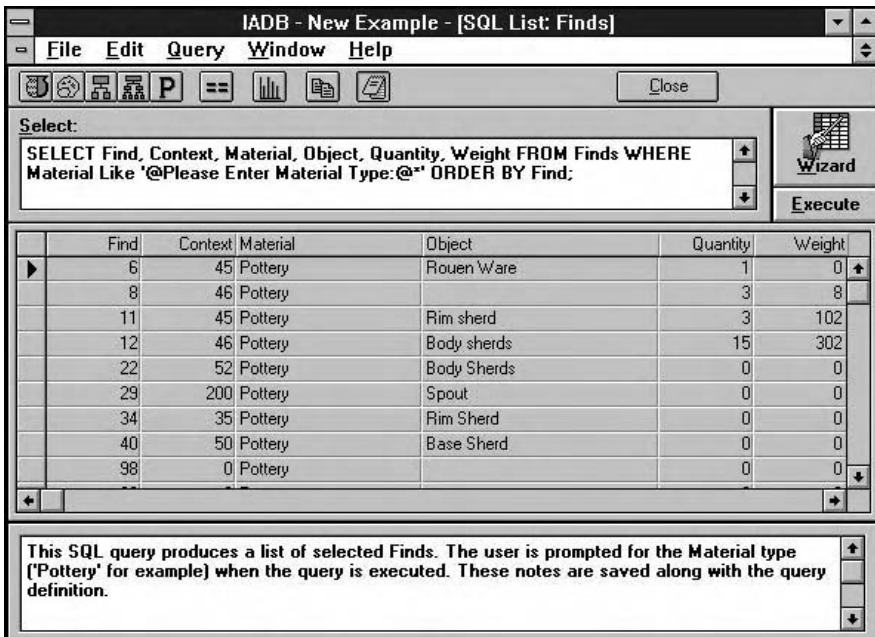 IADB - New Example - [SQL List: Finds]
File Edit Query Window Help
P == Close
Select:
SELECT Find, Context, Material, Object, Quantity, Weight FROM Finds WHERE
Material Like '@Please Enter Material Type:@*' ORDER BY Find;
Wizard
Execute
Find Context Material Object Quantity Weight
6 45 Pottery Rouen Ware 1 0
8 46 Pottery 3 8
11 45 Pottery Rim sherd 3 102
12 46 Pottery Body sherds 15 302
22 52 Pottery Body Sherds 0 0
29 200 Pottery Spout 0 0
34 35 Pottery Rim Sherd 0 0
40 50 Pottery Base Sherd 0 0
98 0 Pottery 0 0
This SQL query produces a list of selected Finds. The user is prompted for the Material type
('Pottery' for example) when the query is executed. These notes are saved along with the query
definition.